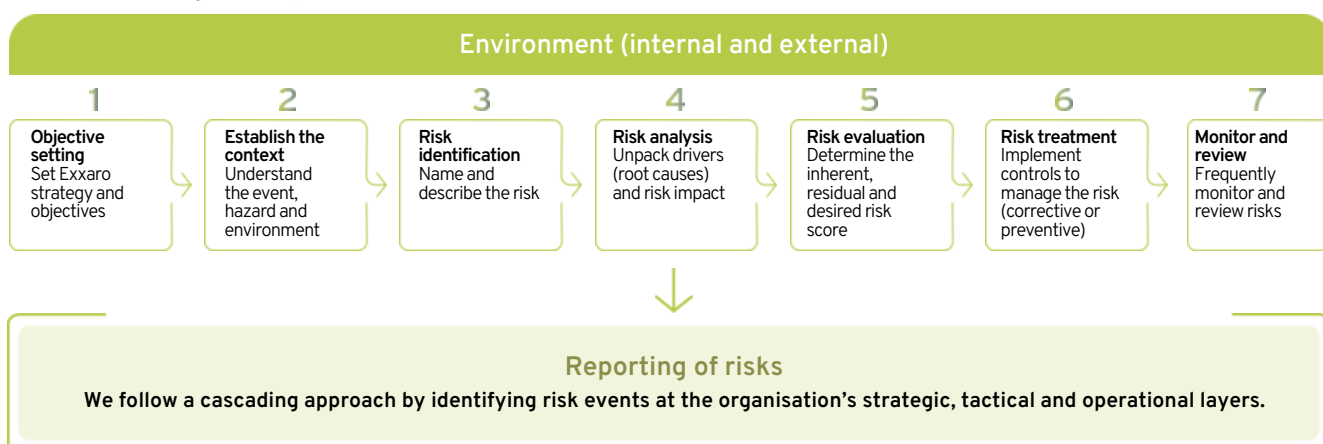 Environment (internal and external)
1
Objective
setting
Set Exxaro
strategy and
objectives
2
Establish the
context
Understand
the event,
hazard and
environment
3
Risk
identification
Name and
describe the risk
4
Risk analysis
Unpack drivers
(root causes)
and risk impact
5
Risk evaluation
Determine the
inherent,
residual and
desired risk
score
6
Risk treatment
Implement
controls to
manage the risk
(corrective or
preventive)
7
Monitor and
review
Frequently
monitor and
review risks
Reporting of risks
We follow a cascading approach by identifying risk events at the organisation’s strategic, tactical and operational layers.